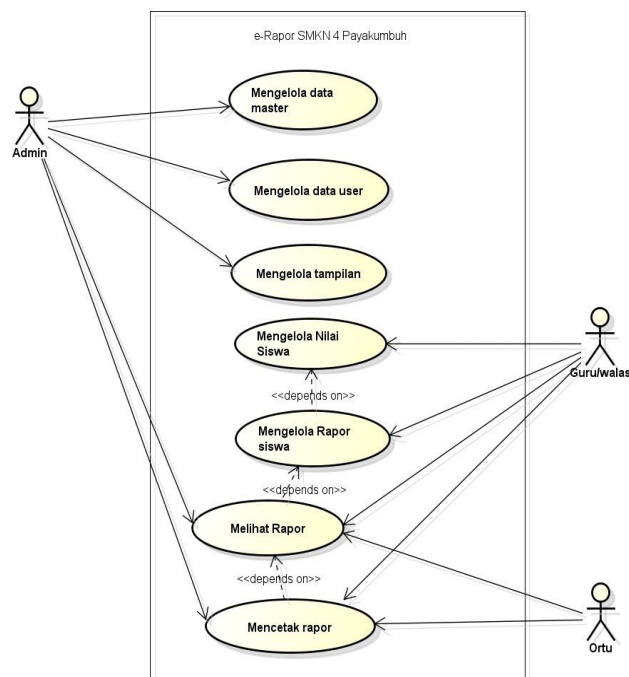 e-Rapor SMKN 4 Payakumbuh
Mengelola data
master
Admin
Mengelola data user
Mengelola tampilan
Mengelola Nilai
Siswa
Guru/walas
<<depends on>>
Mengelola Rapor
siswa
<<depends on>>
Melihat Rapor
<<depends on>>
Mencetak rapor
Ortu